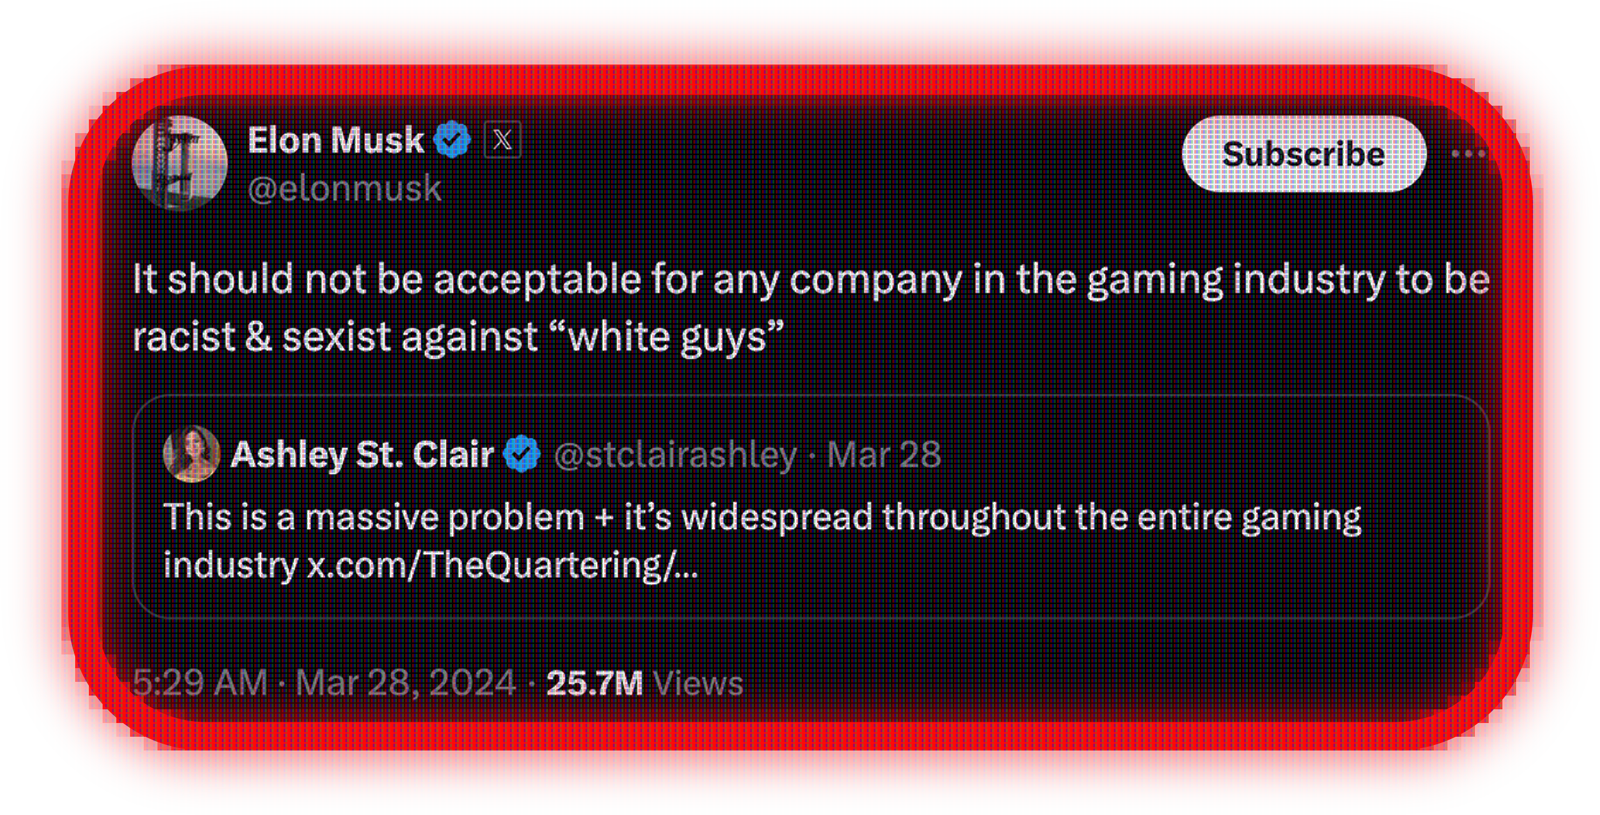 Elon Musk
@elonmusk
Subscribe
It should not be acceptable for any company in the gaming industry to be
racist & sexist against “white guys”
Ashley St. Clair @stclairashley · Mar 28
This is a massive problem + it’s widespread throughout the entire gaming
industry x.com/TheQuartering/...
5:29 AM · Mar 28, 2024 · 25.7M Views